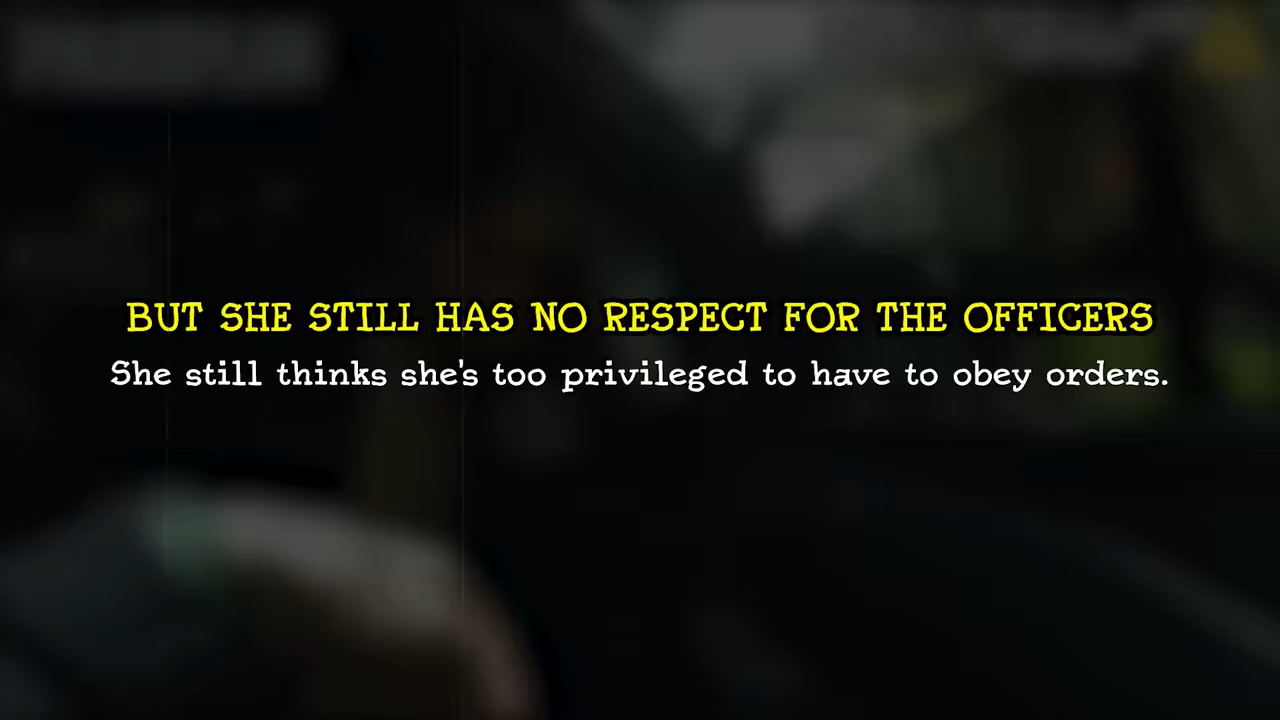 BUT SHE STILL HAS NO RESPECT FOR THE OFFICERS
She still thinks she's too privileged to have to obey orders.